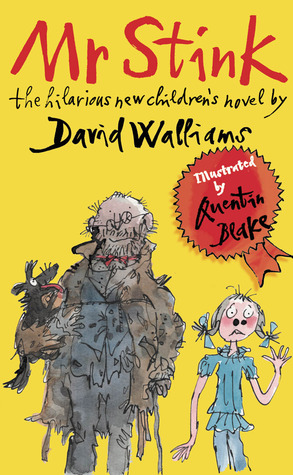 Mr Stink
the hilarious new children's novel by
David Walliams
Illustrated
by
Quentin
Blake